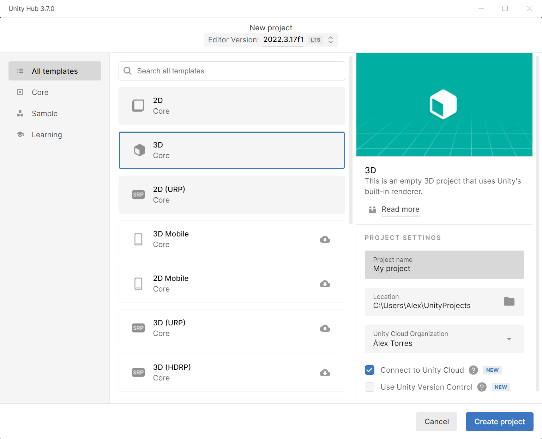 Unity Hub 3.7.0
New project
Editor Version: 2022.3.17f1 LTS
All templates
Core
Sample
Learning
Search all templates
2D
Core
3D
Core
SRP
2D (URP)
Core
3D Mobile
Core
2D Mobile
Core
SRP
3D (URP)
Core
SRP
3D (HDRP)
Core
3D
This is an empty 3D project that uses Unity's
built-in renderer.
Read more
PROJECT SETTINGS
Project name
My project
Location
C:\Users\Alex\UnityProjects
Unity Cloud Organization
Alex Torres
Connect to Unity Cloud ? NEW
Use Unity Version Control ? NEW
Cancel
Create project